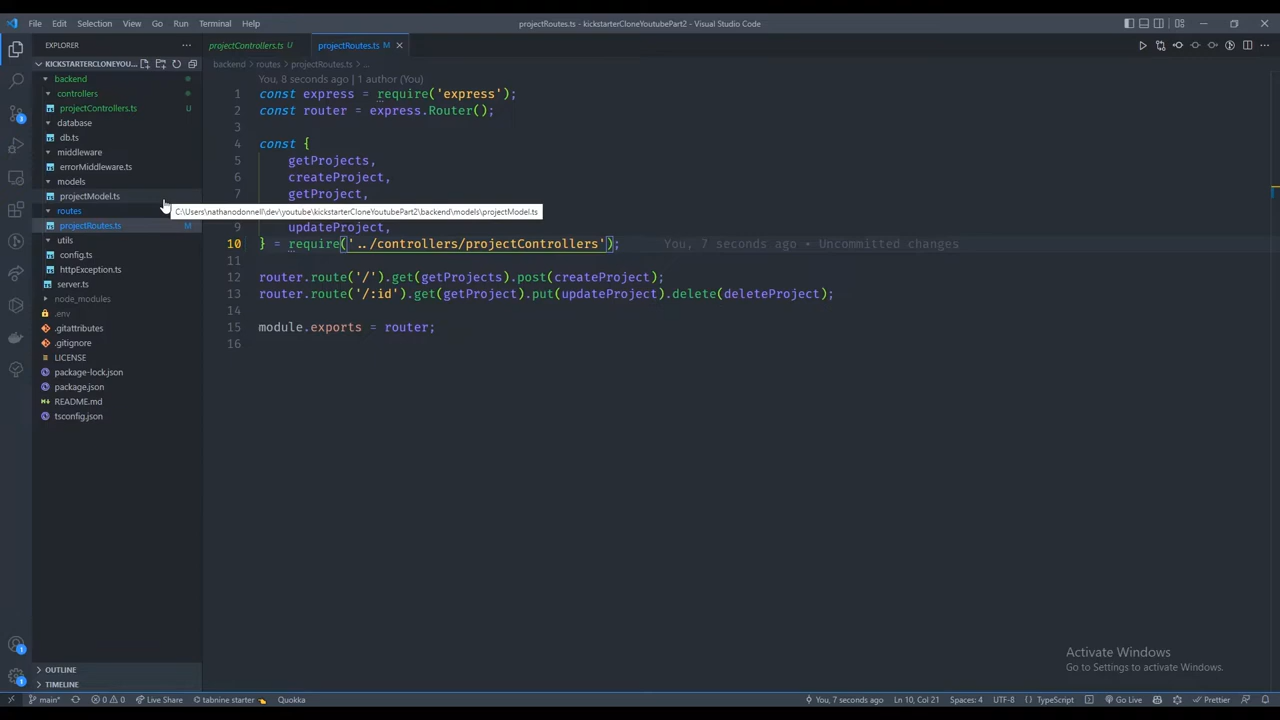 File Edit Selection View Go Run Terminal Help
projectRoutes.ts - kickstarterCloneYoutubePart2 - Visual Studio Code
EXPLORER
projectControllers.ts U
projectRoutes.ts M
KICKSTARTERCLONEYOU...
backend > routes > projectRoutes.ts > ...
backend
controllers
projectControllers.ts U
database
db.ts
middleware
errorMiddleware.ts
models
projectModel.ts
routes
projectRoutes.ts M
utils
config.ts
httpException.ts
server.ts
node_modules
.env
.gitattributes
.gitignore
LICENSE
package-lock.json
package.json
README.md
tsconfig.json
OUTLINE
TIMELINE
You, 8 seconds ago | 1 author (You)
1 const express = require('express');
2 const router = express.Router();
3
4 const {
5 getProjects,
6 createProject,
7 getProject,
C:\Users\nathanodonnell\dev\youtube\kickstarterCloneYoutubePart2\backend\models\projectModel.ts
9 updateProject,
10 } = require('../controllers/projectControllers'); You, 7 seconds ago • Uncommitted changes
11
12 router.route('/').get(getProjects).post(createProject);
13 router.route('/:id').get(getProject).put(updateProject).delete(deleteProject);
14
15 module.exports = router;
16
3
1
1
Activate Windows
Go to Settings to activate Windows.
main* 0 0 Live Share tabnine starter Quokka
You, 7 seconds ago Ln 10, Col 21 Spaces: 4 UTF-8 {} TypeScript Go Live Prettier